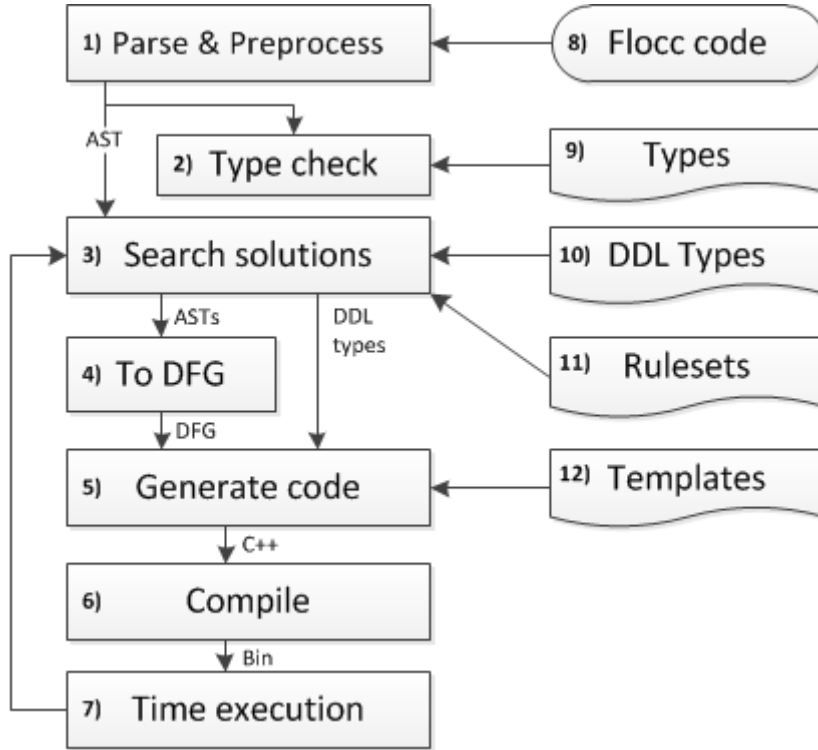 1) Parse & Preprocess
8) Flocc code
AST
2) Type check
9) Types
3) Search solutions
10) DDL Types
ASTs
DDL
types
4) To DFG
11) Rulesets
DFG
5) Generate code
12) Templates
C++
6) Compile
Bin
7) Time execution